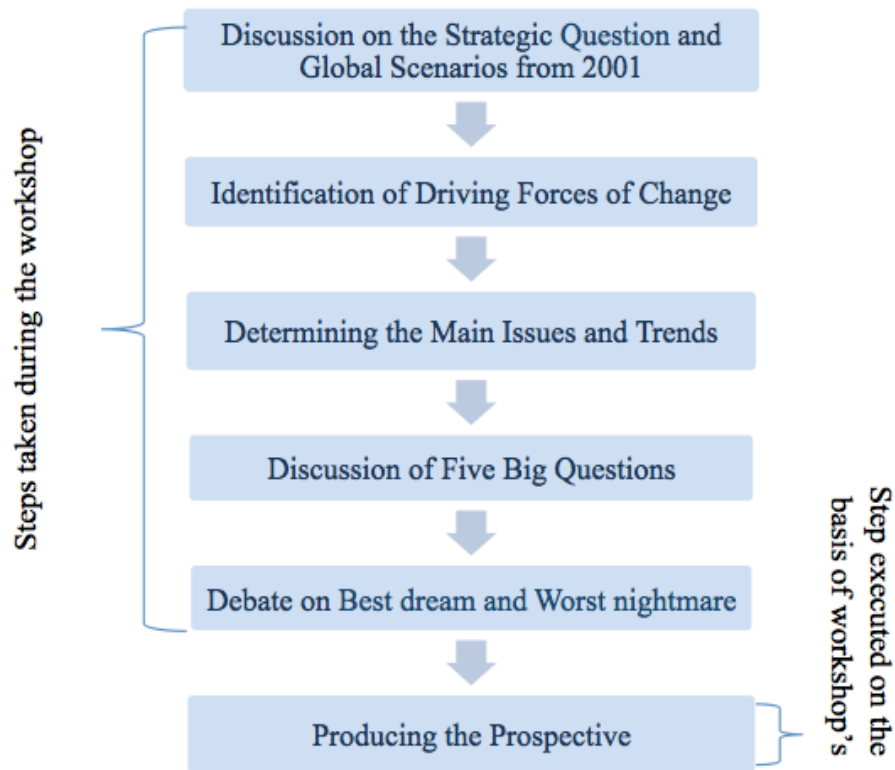 Steps taken during the workshop
Discussion on the Strategic Question and
Global Scenarios from 2001
Identification of Driving Forces of Change
Determining the Main Issues and Trends
Discussion of Five Big Questions
Debate on Best dream and Worst nightmare
Producing the Prospective
Step executed on the
basis of workshop's